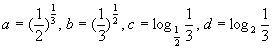 a = (1/2)^{1/3}, b = (1/3)^{1/2}, c = log_{1/2} 1/3, d = log_2 1/3